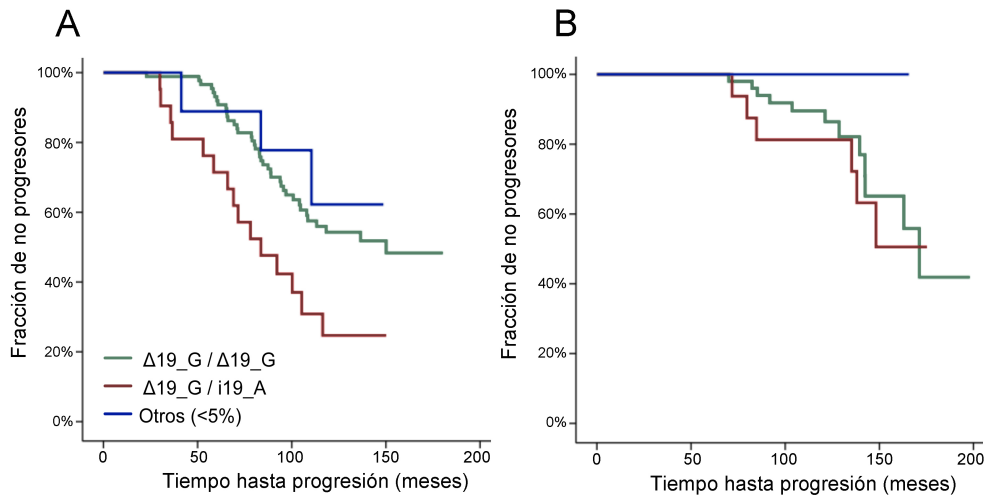 A
Fracción de no progresores
100%
80%
60%
40%
20%
0%
Δ19_G / Δ19_G
Δ19_G / i19_A
Otros (<5%)
0 50 100 150 200
Tiempo hasta progresión (meses)
B
Fracción de no progresores
100%
80%
60%
40%
20%
0%
0 50 100 150 200
Tiempo hasta progresión (meses)